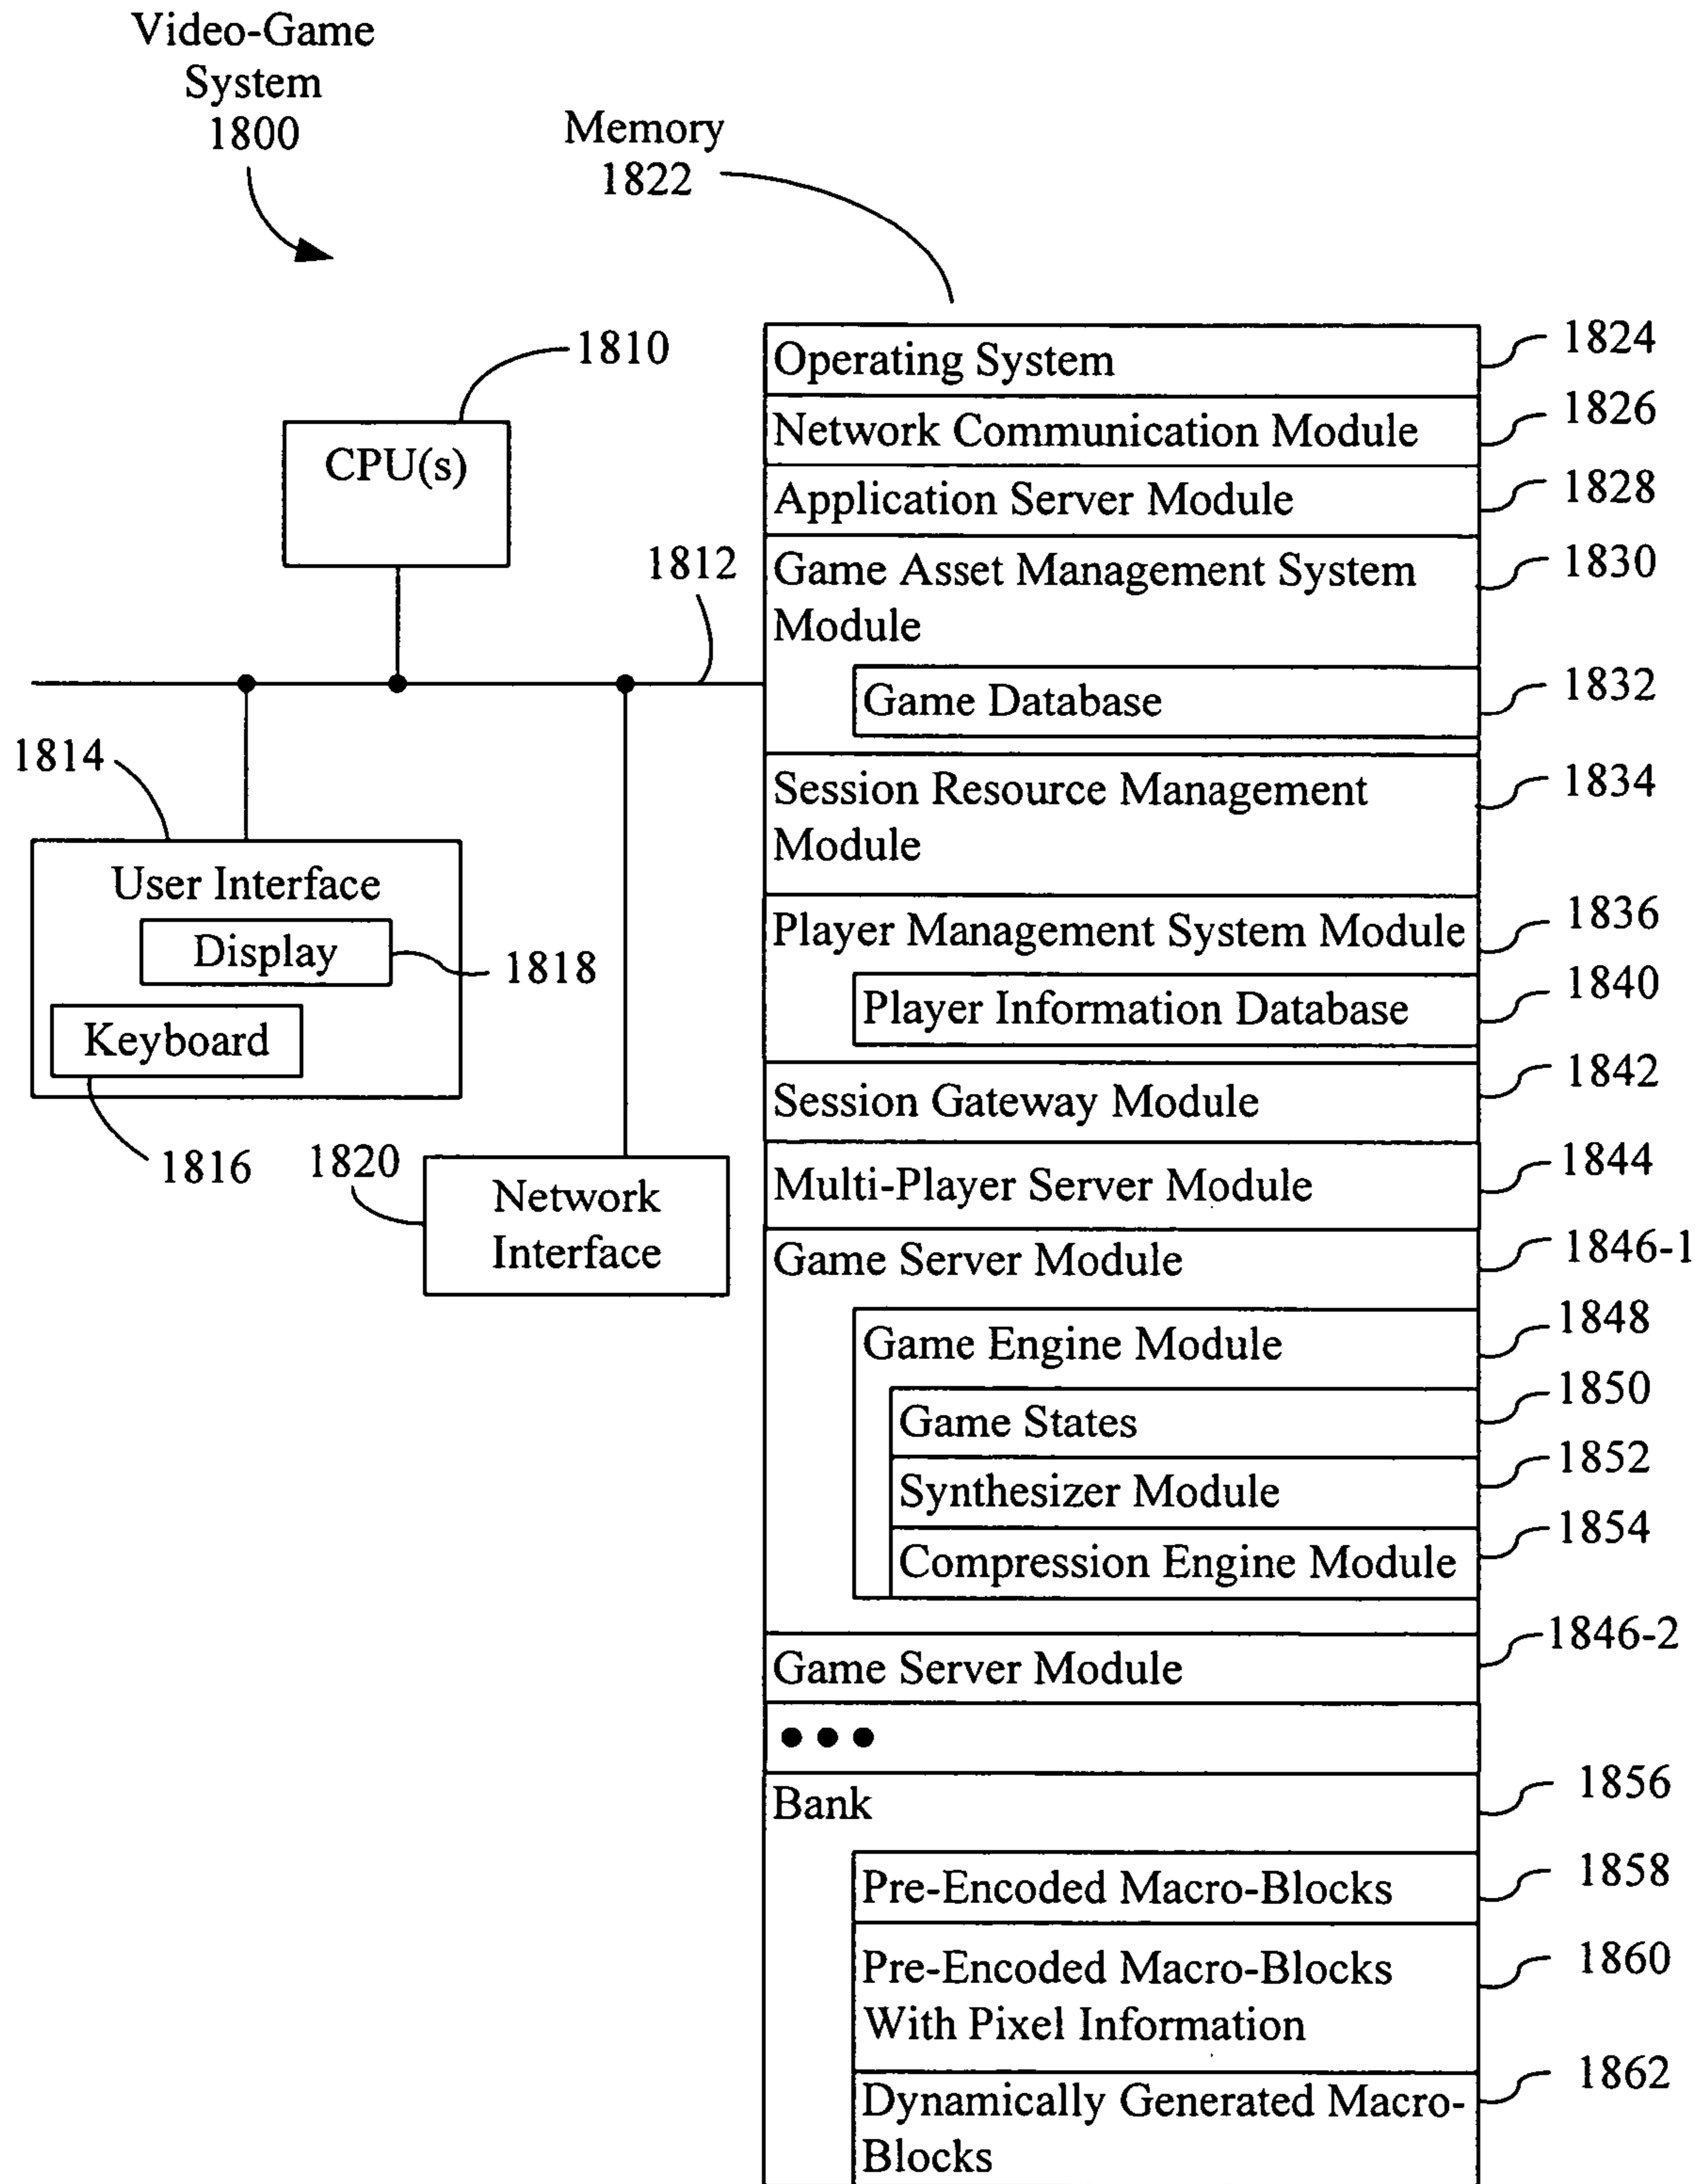 Video-Game
System
1800
Memory
1822
1810
CPU(s)
1812
1814
User Interface
Display
1818
Keyboard
1816
1820
Network
Interface
Operating System
1824
Network Communication Module
1826
Application Server Module
1828
Game Asset Management System
Module
1830
Game Database
1832
Session Resource Management
Module
1834
Player Management System Module
1836
Player Information Database
1840
Session Gateway Module
1842
Multi-Player Server Module
1844
Game Server Module
1846-1
Game Engine Module
1848
Game States
1850
Synthesizer Module
1852
Compression Engine Module
1854
Game Server Module
1846-2
•••
Bank
1856
Pre-Encoded Macro-Blocks
1858
Pre-Encoded Macro-Blocks
With Pixel Information
1860
Dynamically Generated Macro-
Blocks
1862